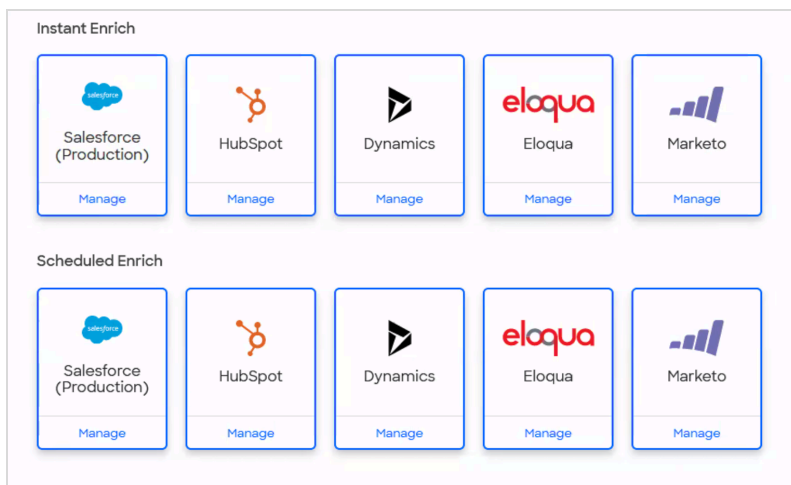 Instant Enrich
salesforce
Salesforce
(Production)
Manage
HubSpot
Manage
Dynamics
Manage
eloqua
Eloqua
Manage
Marketo
Manage
Scheduled Enrich
salesforce
Salesforce
(Production)
Manage
HubSpot
Manage
Dynamics
Manage
eloqua
Eloqua
Manage
Marketo
Manage